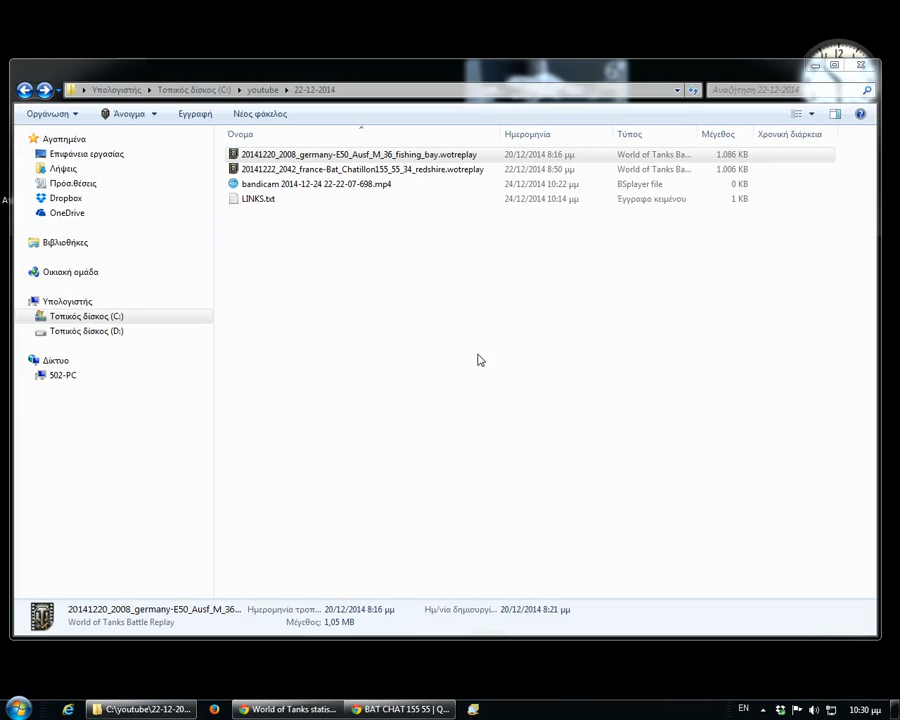 12
▸ Υπολογιστής ▸ Τοπικός δίσκος (C:) ▸ youtube ▸ 22-12-2014
Αναζήτηση 22-12-2014
Οργάνωση ▾ Άνοιγμα ▾ Εγγραφή Νέος φάκελος
Όνομα Ημερομηνία Τύπος Μέγεθος Χρονική διάρκεια
20141220_2008_germany-E50_Ausf_M_36_fishing_bay.wotreplay 20/12/2014 8:16 μμ World of Tanks Ba... 1.086 KB
20141222_2042_france-Bat_Chatillon155_55_34_redshire.wotreplay 22/12/2014 8:50 μμ World of Tanks Ba... 1.006 KB
bandicam 2014-12-24 22-22-07-698.mp4 24/12/2014 10:22 μμ BSplayer file 0 KB
LINKS.txt 24/12/2014 10:14 μμ Έγγραφο κειμένου 1 KB
Αγαπημένα
Επιφάνεια εργασίας
Λήψεις
Πρόσθέσεις
Dropbox
OneDrive
Βιβλιοθήκες
Οικιακή ομάδα
Υπολογιστής
Τοπικός δίσκος (C:)
Τοπικός δίσκος (D:)
Δίκτυο
502-PC
20141220_2008_germany-E50_Ausf_M_36... Ημερομηνία τροπ... 20/12/2014 8:16 μμ Ημ/νία δημιουργί... 20/12/2014 8:21 μμ
World of Tanks Battle Replay Μέγεθος: 1,05 MB
C:\youtube\22-12-20... World of Tanks statis... BAT CHAT 155 55 | Q... EN 10:30 μμ